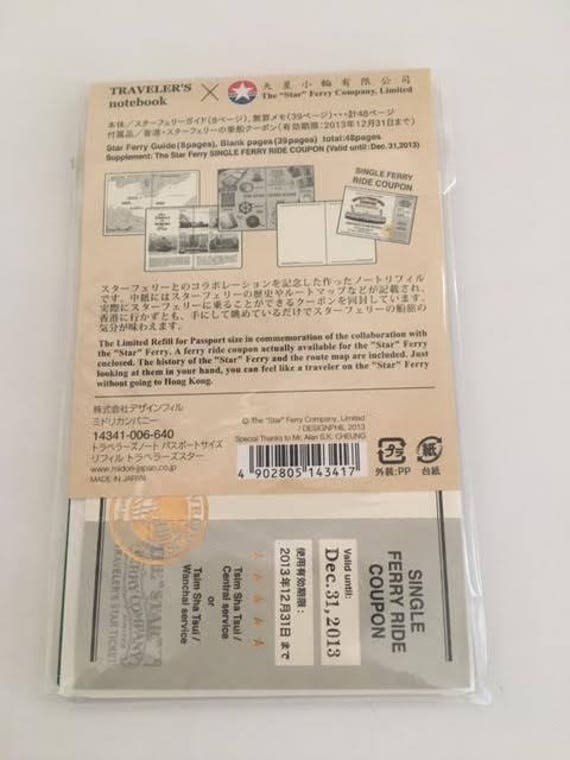 TRAVELER'S
notebook
×
天星小輪有限公司
The "Star" Ferry Company, Limited
本体/スターフェリーガイド(8ページ)、無罫メモ(39ページ)・・・計48ページ
付属品/香港・スターフェリーの乗船クーポン(有効期限:2013年12月31日まで)
Star Ferry Guide(8pages), Blank pages(39pages) total:48pages
Supplement: The Star Ferry SINGLE FERRY RIDE COUPON (Valid until: Dec.31,2013)
SINGLE FERRY
RIDE COUPON
スターフェリーとのコラボレーションを記念した作ったノートリフィル
です。中紙にはスターフェリーの歴史やルートマップなどが記載され、
実際にスターフェリーに乗ることができるクーポンを同封しています。
香港に行かずとも、手にして眺めているだけでスターフェリーの船旅の
気分が味わえます。
The Limited Refill for Passport size in commemoration of the collaboration with
the "Star" Ferry. A ferry ride coupon actually available for the "Star" Ferry
enclosed. The history of the "Star" Ferry and the route map are included. Just
looking at them in your hand, you can feel like a traveler on the "Star" Ferry
without going to Hong Kong.
株式会社デザインフィル
ミドリカンパニー
14341-006-640
トラベラーズノート パスポートサイズ
リフィル トラベラーズスター
www.midori-japan.co.jp
MADE IN JAPAN
© The "Star" Ferry Company, Limited
/ DESIGNPHIL 2013
Special Thanks to Mr. Alan S.K. CHEUNG
4 902805 143417
プラ
外装:PP
紙
台紙
SINGLE
FERRY RIDE
COUPON
Valid until:
Dec.31,2013
使用有効期限:
2013年12月31日 まで
Tsim Sha Tsui /
Central service
or
Tsim Sha Tsui /
Wanchai service
"STAR"
FERRY COMPANY
TRAVELER'S STAR TICKET